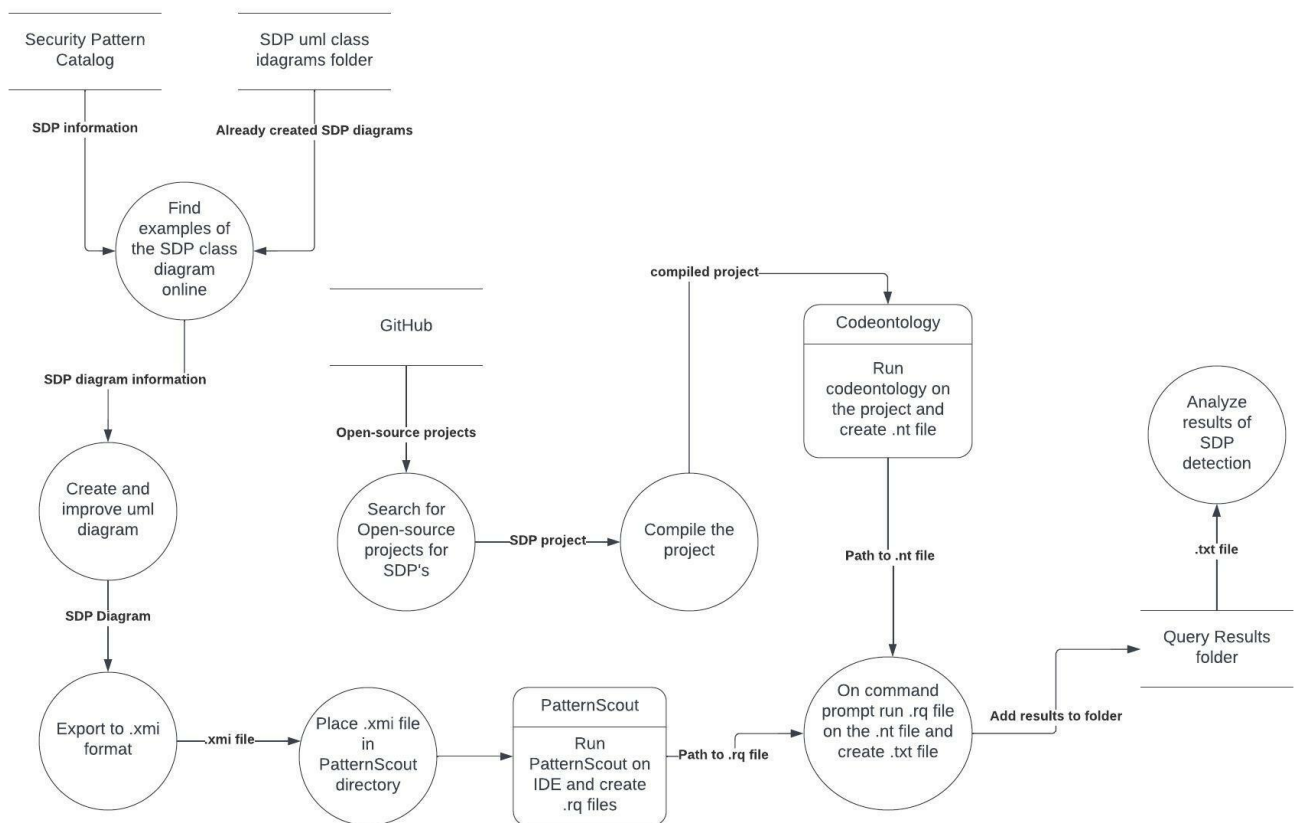 Security Pattern
Catalog
SDP uml class
idagrams folder
SDP information
Already created SDP diagrams
Find
examples of
the SDP class
diagram
online
SDP diagram information
Create and
improve uml
diagram
SDP Diagram
Export to .xmi
format
.xmi file
Place .xmi file
in
PatternScout
directory
PatternScout
Run
PatternScout on
IDE and create
.rq files
Path to .rq file
GitHub
Open-source projects
Search for
Open-source
projects for
SDP's
SDP project
Compile the
project
compiled project
Codeontology
Run
codeontology on
the project and
create .nt file
Path to .nt file
On command
prompt run .rq file
on the .nt file and
create .txt file
Add results to folder
Query Results
folder
.txt file
Analyze
results of
SDP
detection